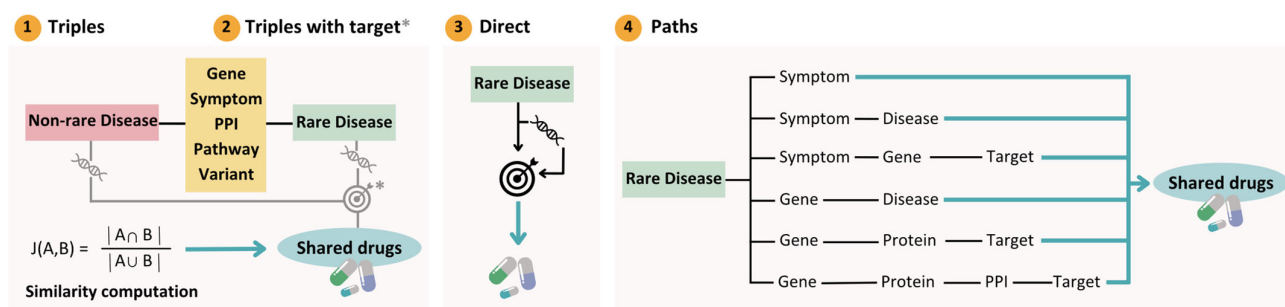 1 Triples
2 Triples with target*
Non-rare Disease
Gene
Symptom
PPI
Pathway
Variant
Rare Disease
*
J(A,B) = | A∩ B | / | A∪ B |
Similarity computation
Shared drugs
3 Direct
Rare Disease
4 Paths
Rare Disease
Symptom
Symptom Disease
Symptom Gene Target
Gene Disease
Gene Protein Target
Gene Protein PPI Target
Shared drugs